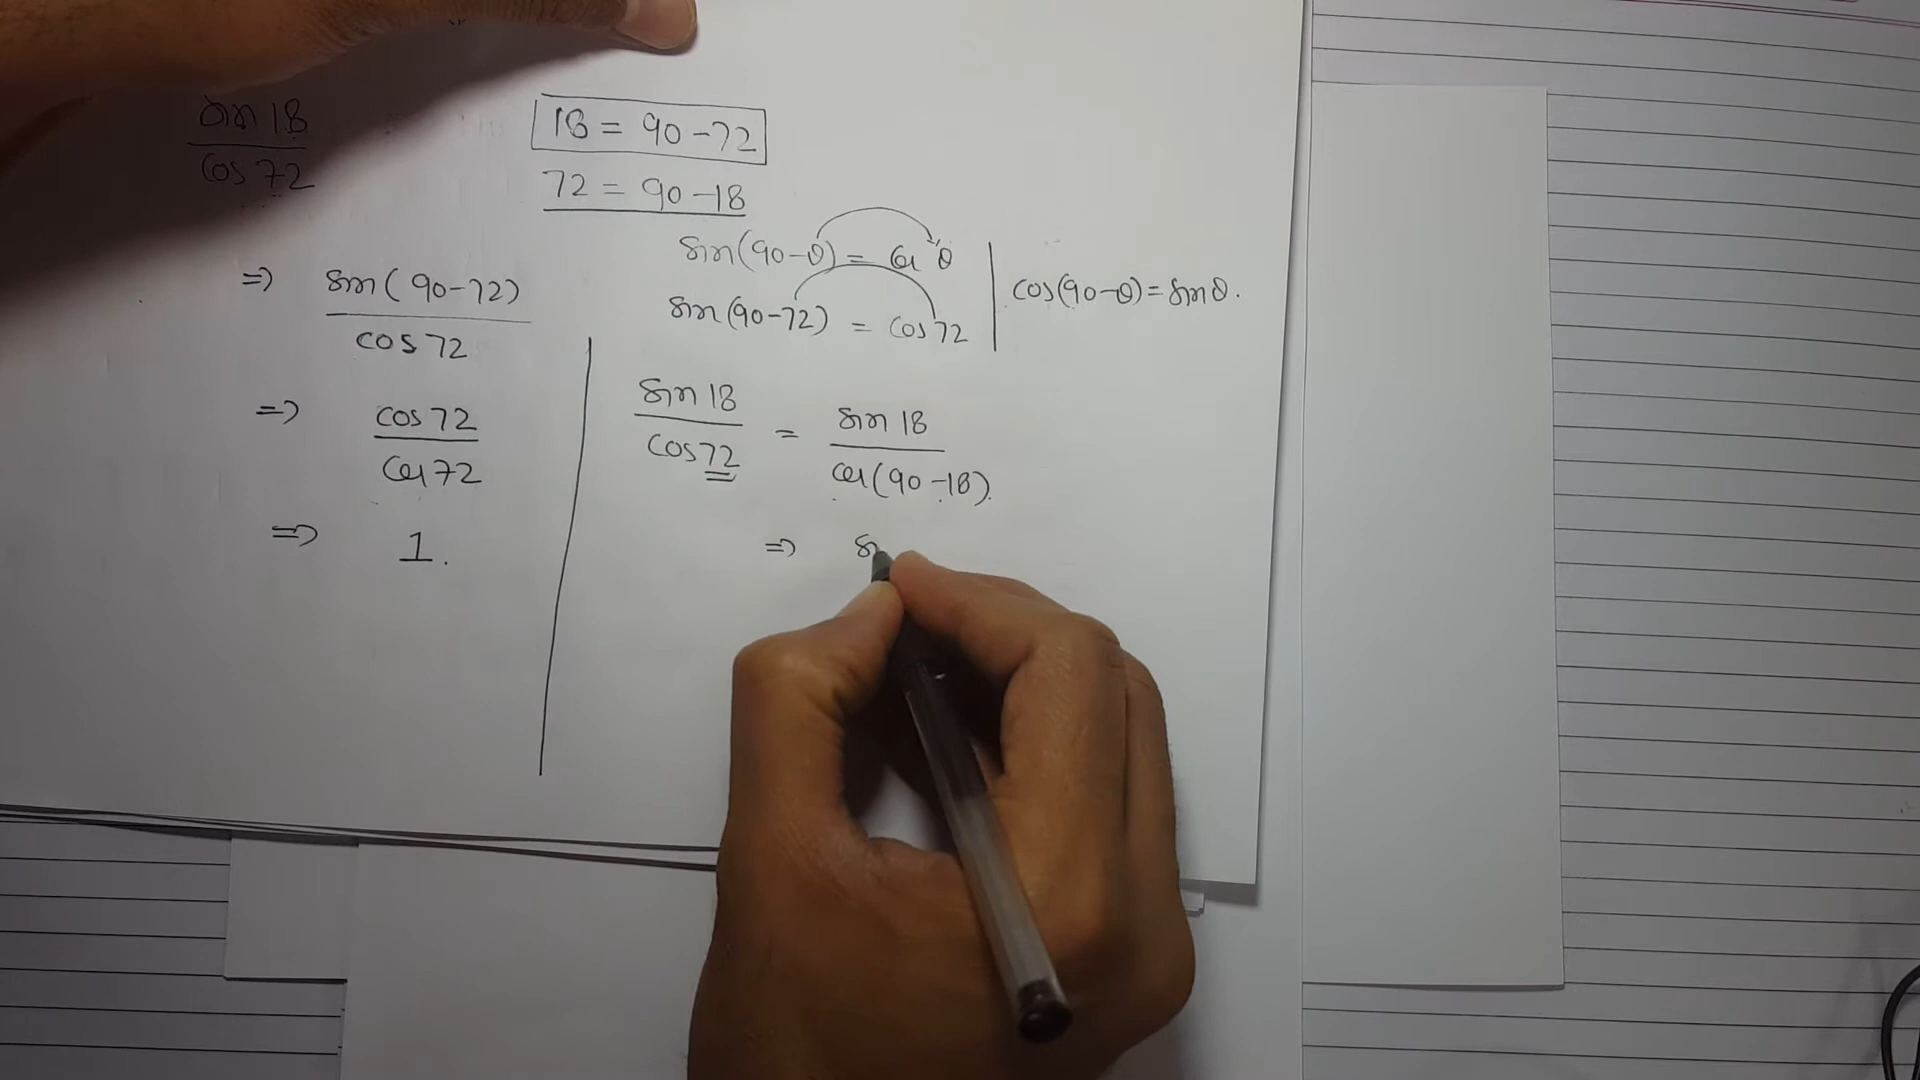 sin 18
cos 72
18 = 90 - 72
72 = 90 - 18
sin(90-θ) = cos θ
sin(90-72) = cos 72
cos(90-θ) = sin θ.
=> sin(90-72)
cos 72
=> cos 72
cos 72
=> 1.
sin 18
cos 72
= sin 18
cos(90-18).
=> s